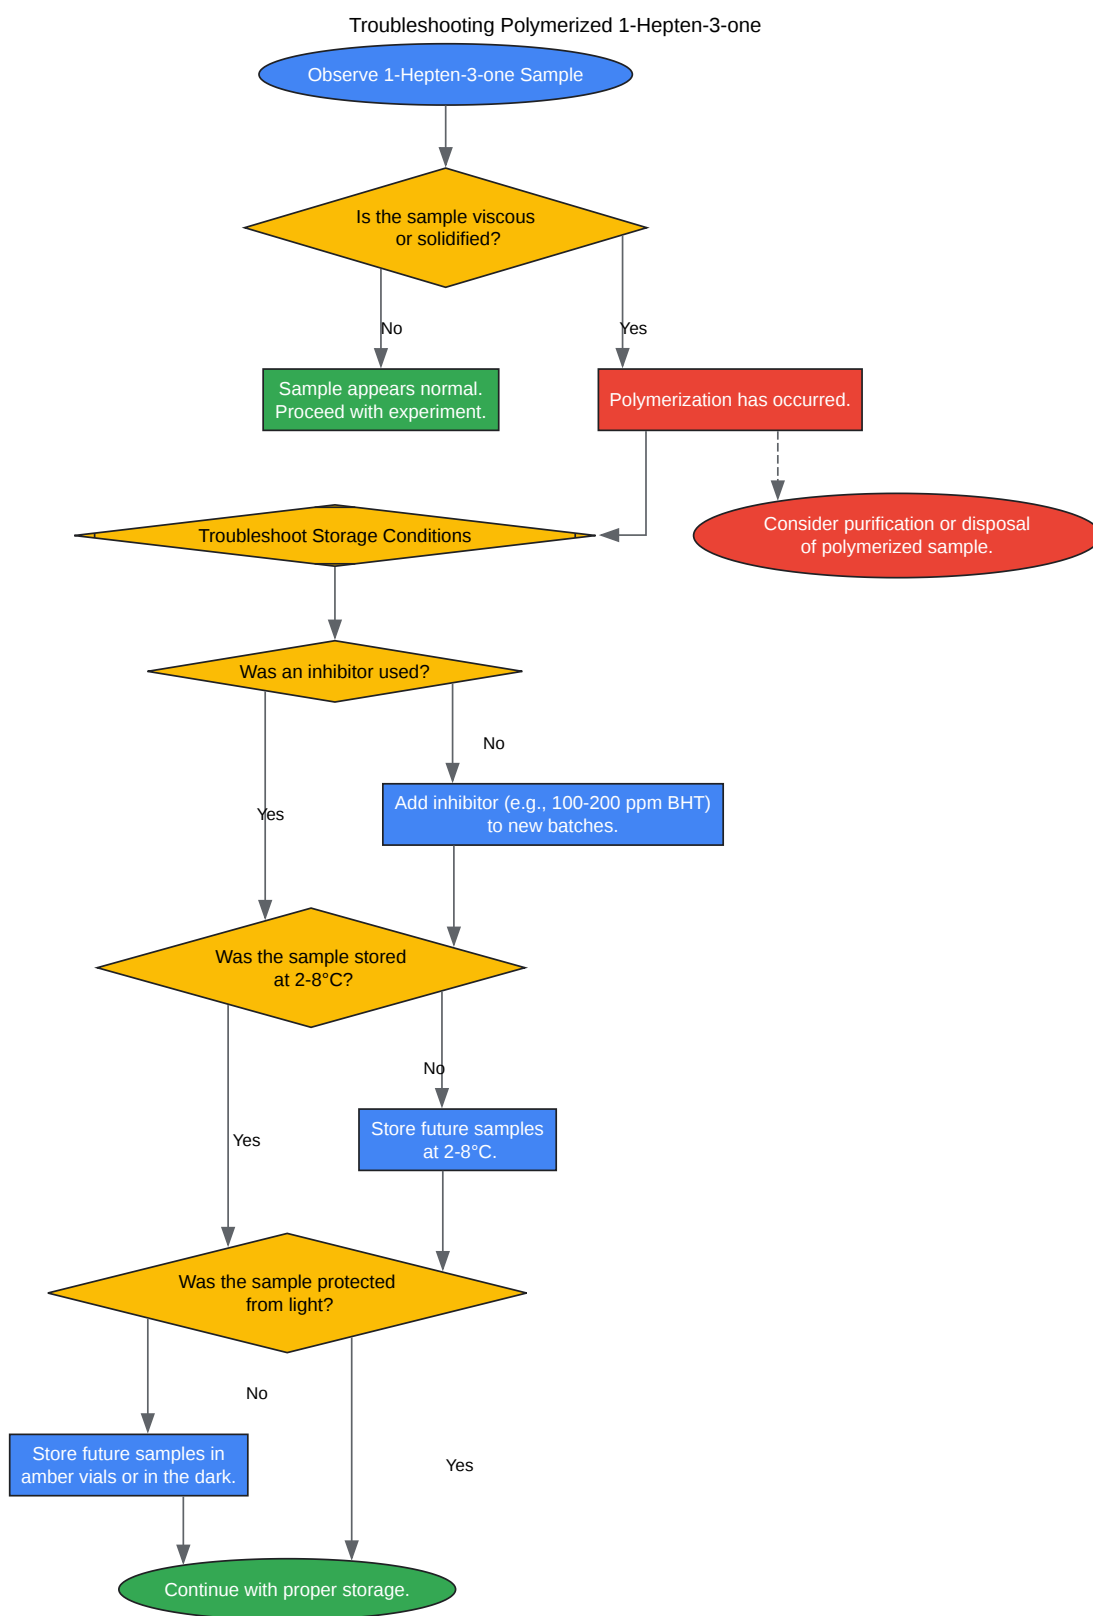 Troubleshooting Polymerized 1-Hepten-3-one
Observe 1-Hepten-3-one Sample
Is the sample viscous
or solidified?
No
Yes
Sample appears normal.
Proceed with experiment.
Polymerization has occurred.
Troubleshoot Storage Conditions
Consider purification or disposal
of polymerized sample.
Was an inhibitor used?
No
Add inhibitor (e.g., 100-200 ppm BHT)
to new batches.
Yes
Was the sample stored
at 2-8°C?
No
Yes
Store future samples
at 2-8°C.
Was the sample protected
from light?
No
Yes
Store future samples in
amber vials or in the dark.
Continue with proper storage.